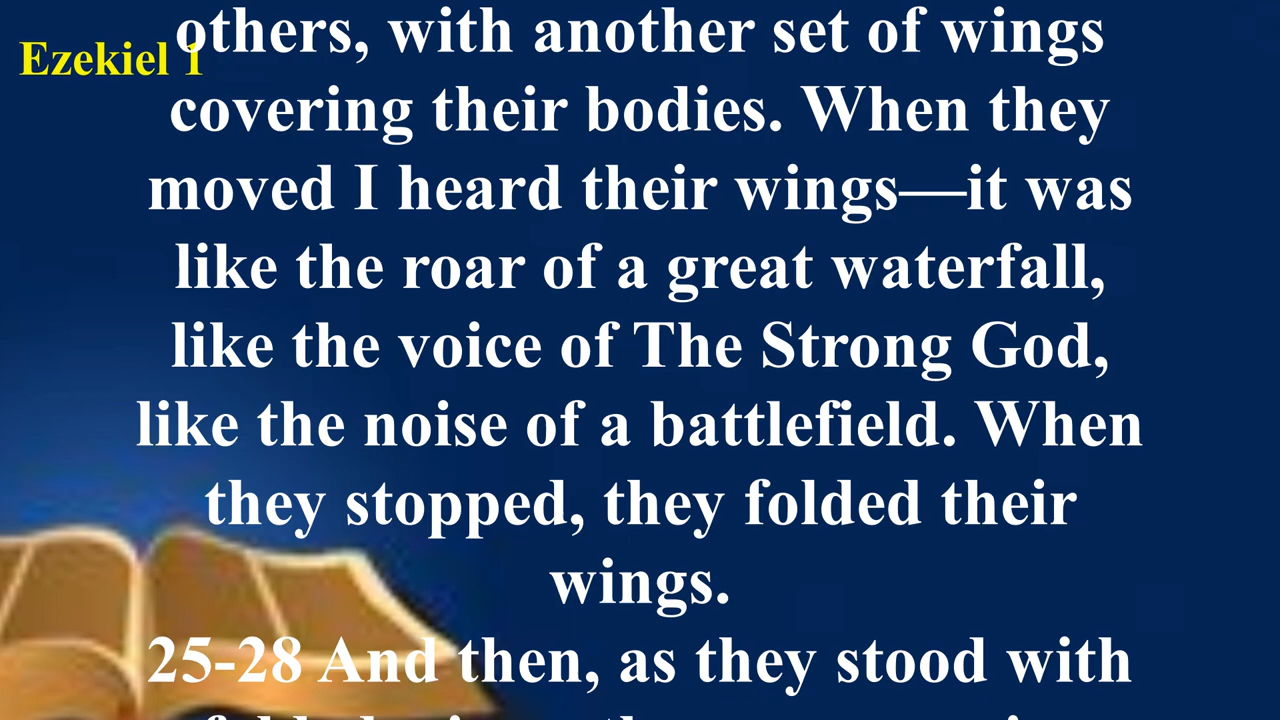 others, with another set of wings
Ezekiel 1
covering their bodies. When they
moved I heard their wings—it was
like the roar of a great waterfall,
like the voice of The Strong God,
like the noise of a battlefield. When
they stopped, they folded their
wings.
25-28 And then, as they stood with